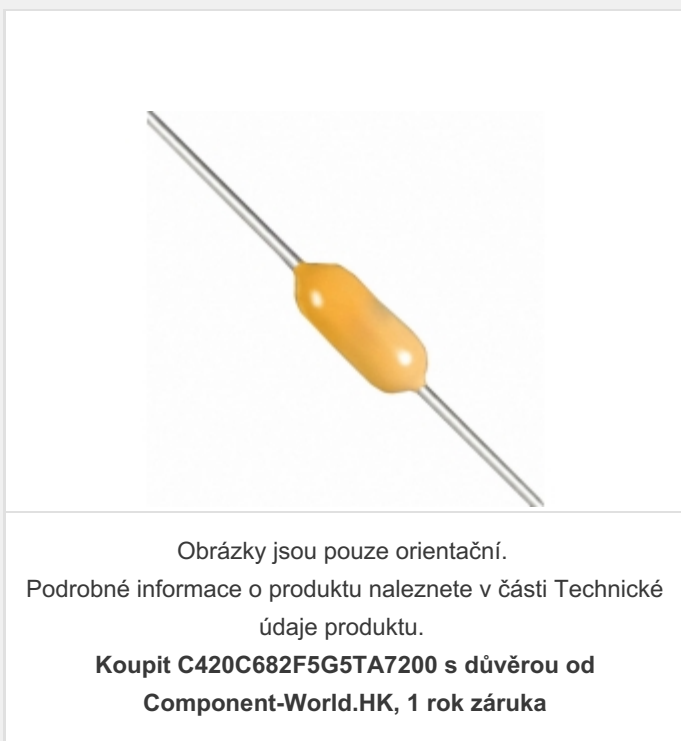 Obrázky jsou pouze orientační.
Podrobné informace o produktu naleznete v části Technické
údaje produktu.
Koupit C420C682F5G5TA7200 s důvěrou od
Component-World.HK, 1 rok záruka